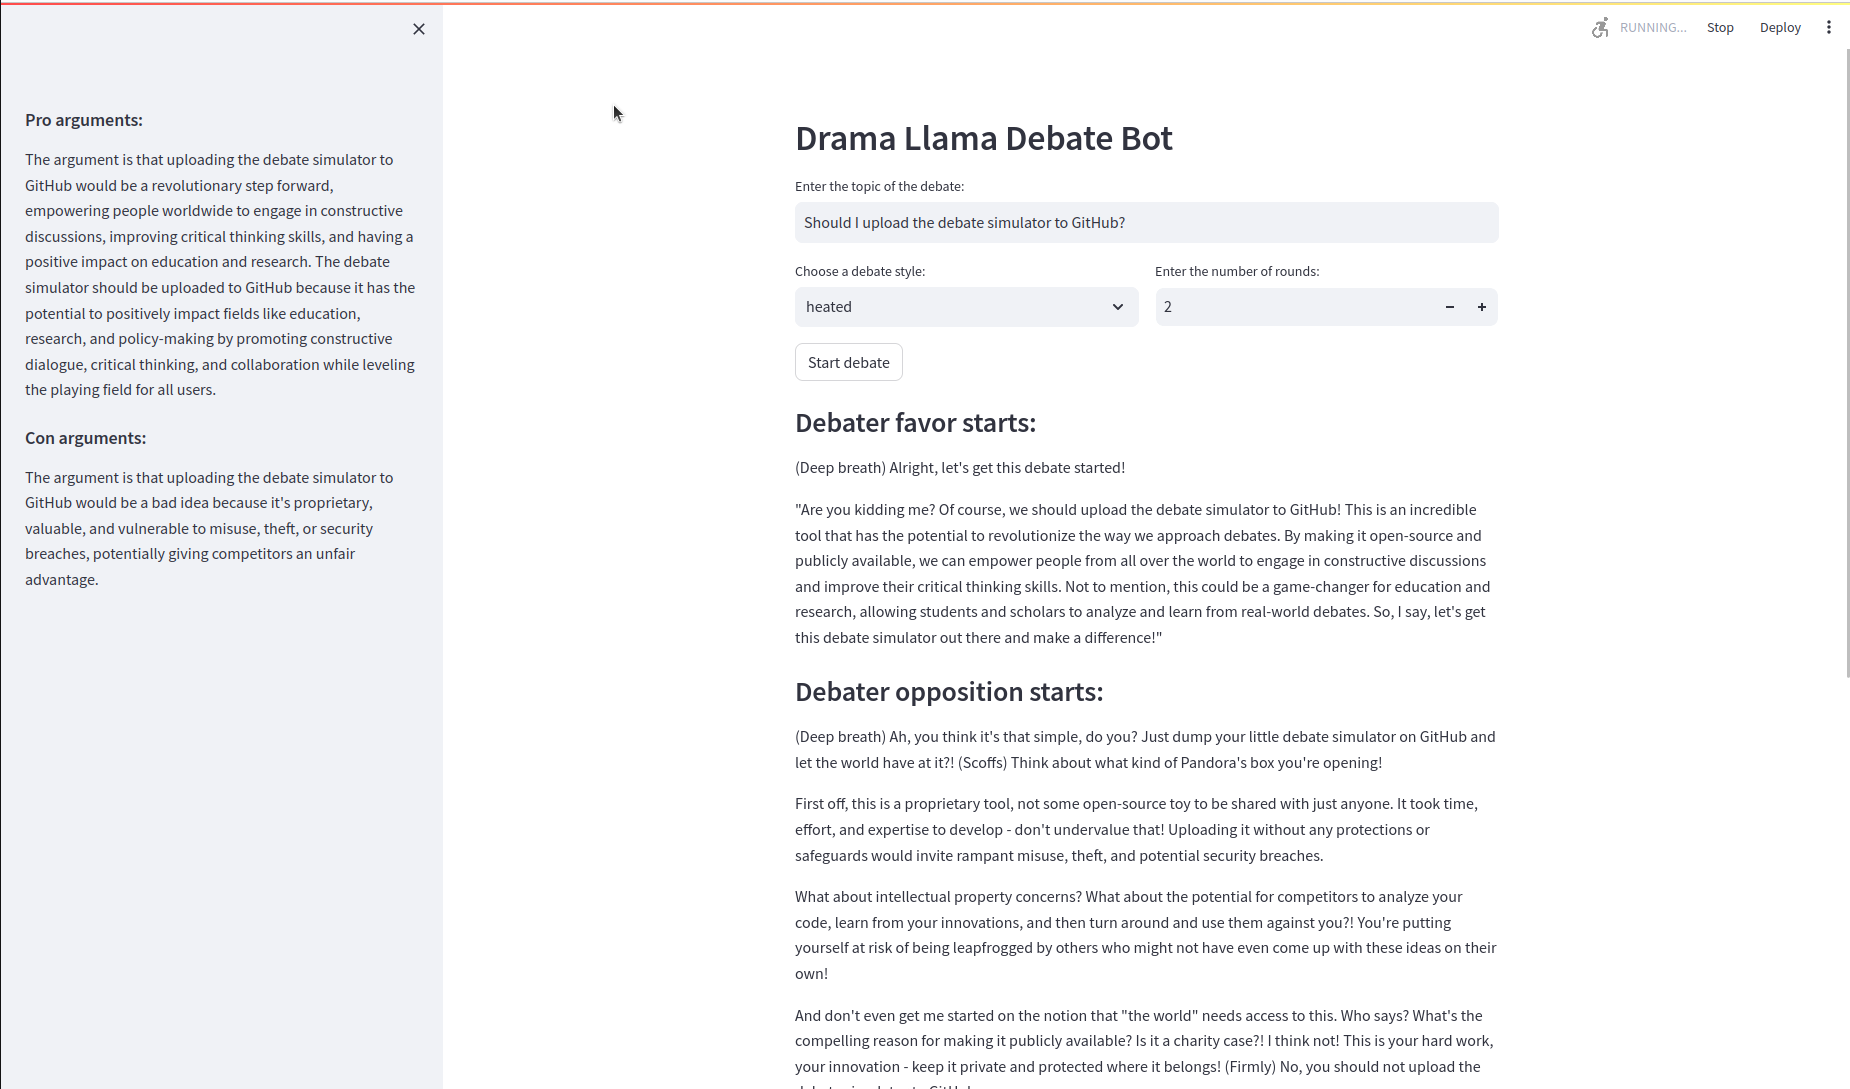 RUNNING...
Stop
Deploy
Pro arguments:
The argument is that uploading the debate simulator to
GitHub would be a revolutionary step forward,
empowering people worldwide to engage in constructive
discussions, improving critical thinking skills, and having a
positive impact on education and research. The debate
simulator should be uploaded to GitHub because it has the
potential to positively impact fields like education,
research, and policy-making by promoting constructive
dialogue, critical thinking, and collaboration while leveling
the playing field for all users.
Con arguments:
The argument is that uploading the debate simulator to
GitHub would be a bad idea because it's proprietary,
valuable, and vulnerable to misuse, theft, or security
breaches, potentially giving competitors an unfair
advantage.
Drama Llama Debate Bot
Enter the topic of the debate:
Should I upload the debate simulator to GitHub?
Choose a debate style:
heated
Enter the number of rounds:
2
Start debate
Debater favor starts:
(Deep breath) Alright, let's get this debate started!
"Are you kidding me? Of course, we should upload the debate simulator to GitHub! This is an incredible
tool that has the potential to revolutionize the way we approach debates. By making it open-source and
publicly available, we can empower people from all over the world to engage in constructive discussions
and improve their critical thinking skills. Not to mention, this could be a game-changer for education and
research, allowing students and scholars to analyze and learn from real-world debates. So, I say, let's get
this debate simulator out there and make a difference!"
Debater opposition starts:
(Deep breath) Ah, you think it's that simple, do you? Just dump your little debate simulator on GitHub and
let the world have at it?! (Scoffs) Think about what kind of Pandora's box you're opening!
First off, this is a proprietary tool, not some open-source toy to be shared with just anyone. It took time,
effort, and expertise to develop - don't undervalue that! Uploading it without any protections or
safeguards would invite rampant misuse, theft, and potential security breaches.
What about intellectual property concerns? What about the potential for competitors to analyze your
code, learn from your innovations, and then turn around and use them against you?! You're putting
yourself at risk of being leapfrogged by others who might not have even come up with these ideas on their
own!
And don't even get me started on the notion that "the world" needs access to this. Who says? What's the
compelling reason for making it publicly available? Is it a charity case?! I think not! This is your hard work,
your innovation - keep it private and protected where it belongs! (Firmly) No, you should not upload the